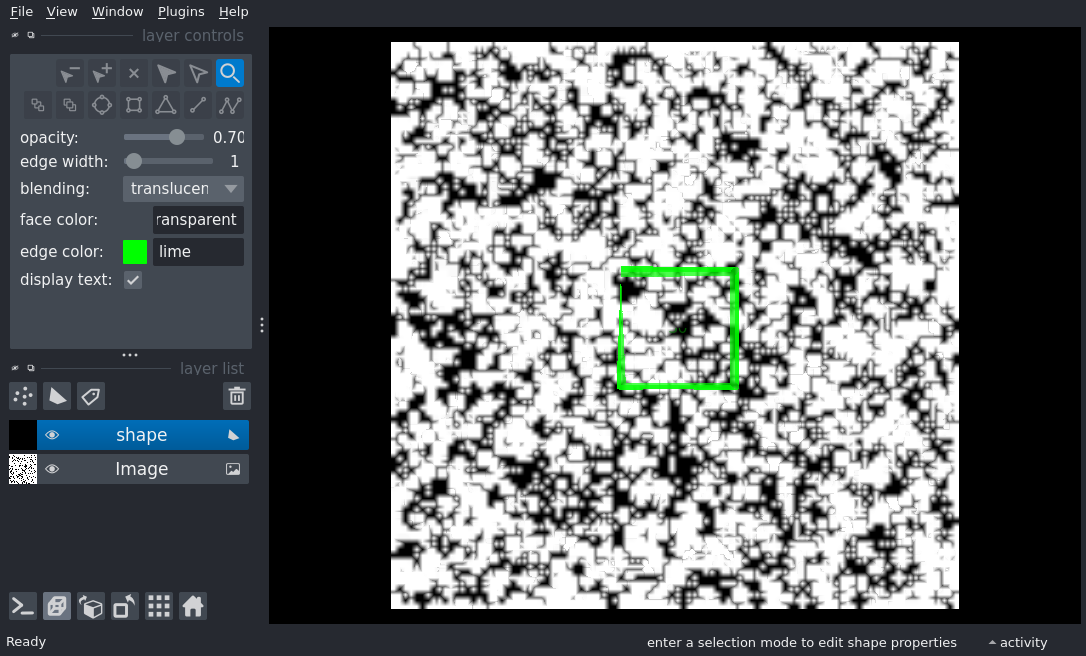 File View Window Plugins Help
layer controls
opacity: 0.70
edge width: 1
blending: translucen
face color: ransparent
edge color: lime
display text:
layer list
shape
Image
Ready
enter a selection mode to edit shape properties
activity